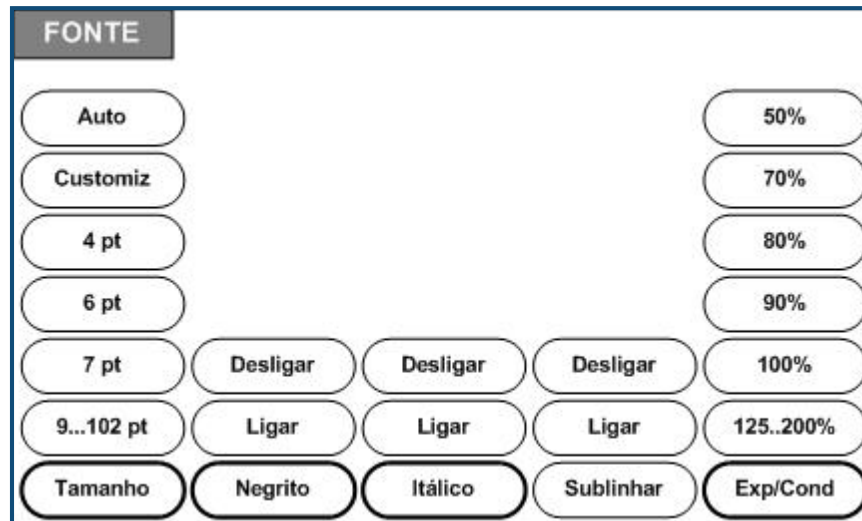 FONTE
Auto 50%
Customiz 70%
4 pt 80%
6 pt 90%
7 pt Desligar Desligar Desligar 100%
9...102 pt Ligar Ligar Ligar 125..200%
Tamanho Negrito Itálico Sublinhar Exp/Cond